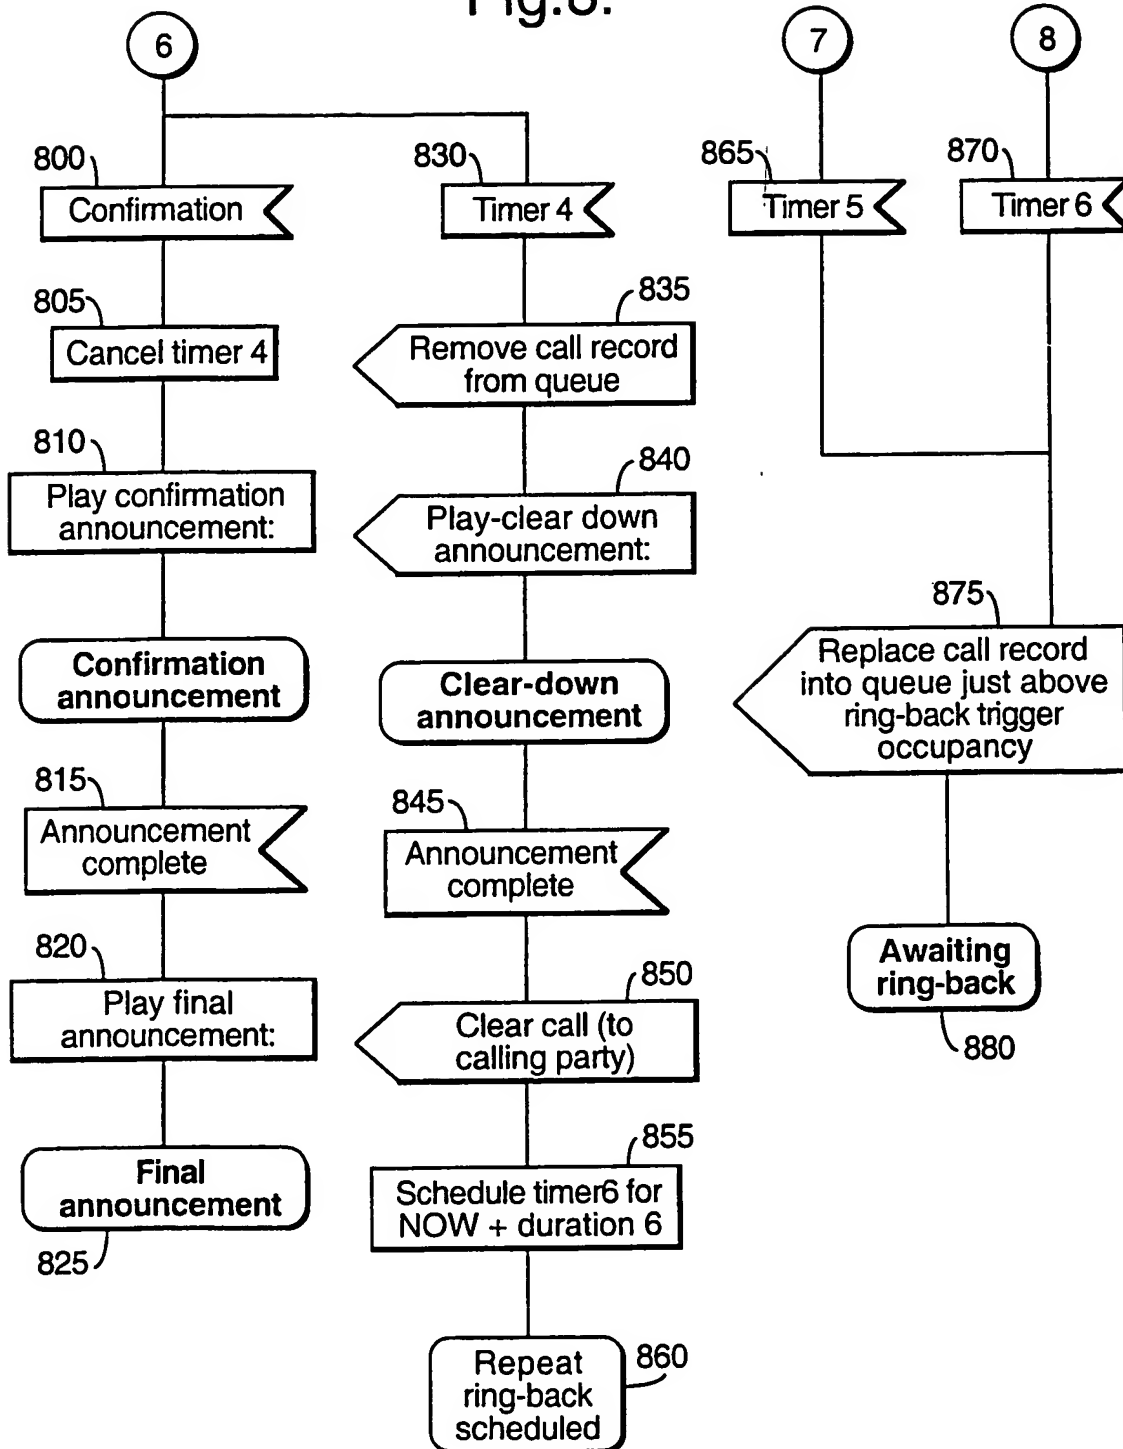 Fig.8.
6
7
8
800
Confirmation
830
Timer 4
865
Timer 5
870
Timer 6
805
Cancel timer 4
835
Remove call record
from queue
810
Play confirmation
announcement:
840
Play-clear down
announcement:
Confirmation
announcement
Clear-down
announcement
875
Replace call record
into queue just above
ring-back trigger
occupancy
815
Announcement
complete
845
Announcement
complete
820
Play final
announcement:
850
Clear call (to
calling party)
Awaiting
ring-back
880
Final
announcement
825
855
Schedule timer6 for
NOW + duration 6
Repeat
ring-back
scheduled
860